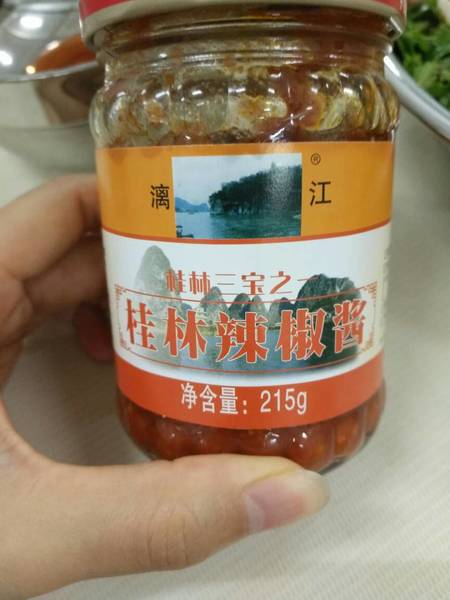 漓 江 ®
桂林三宝之一
桂林辣椒酱
净含量：215g